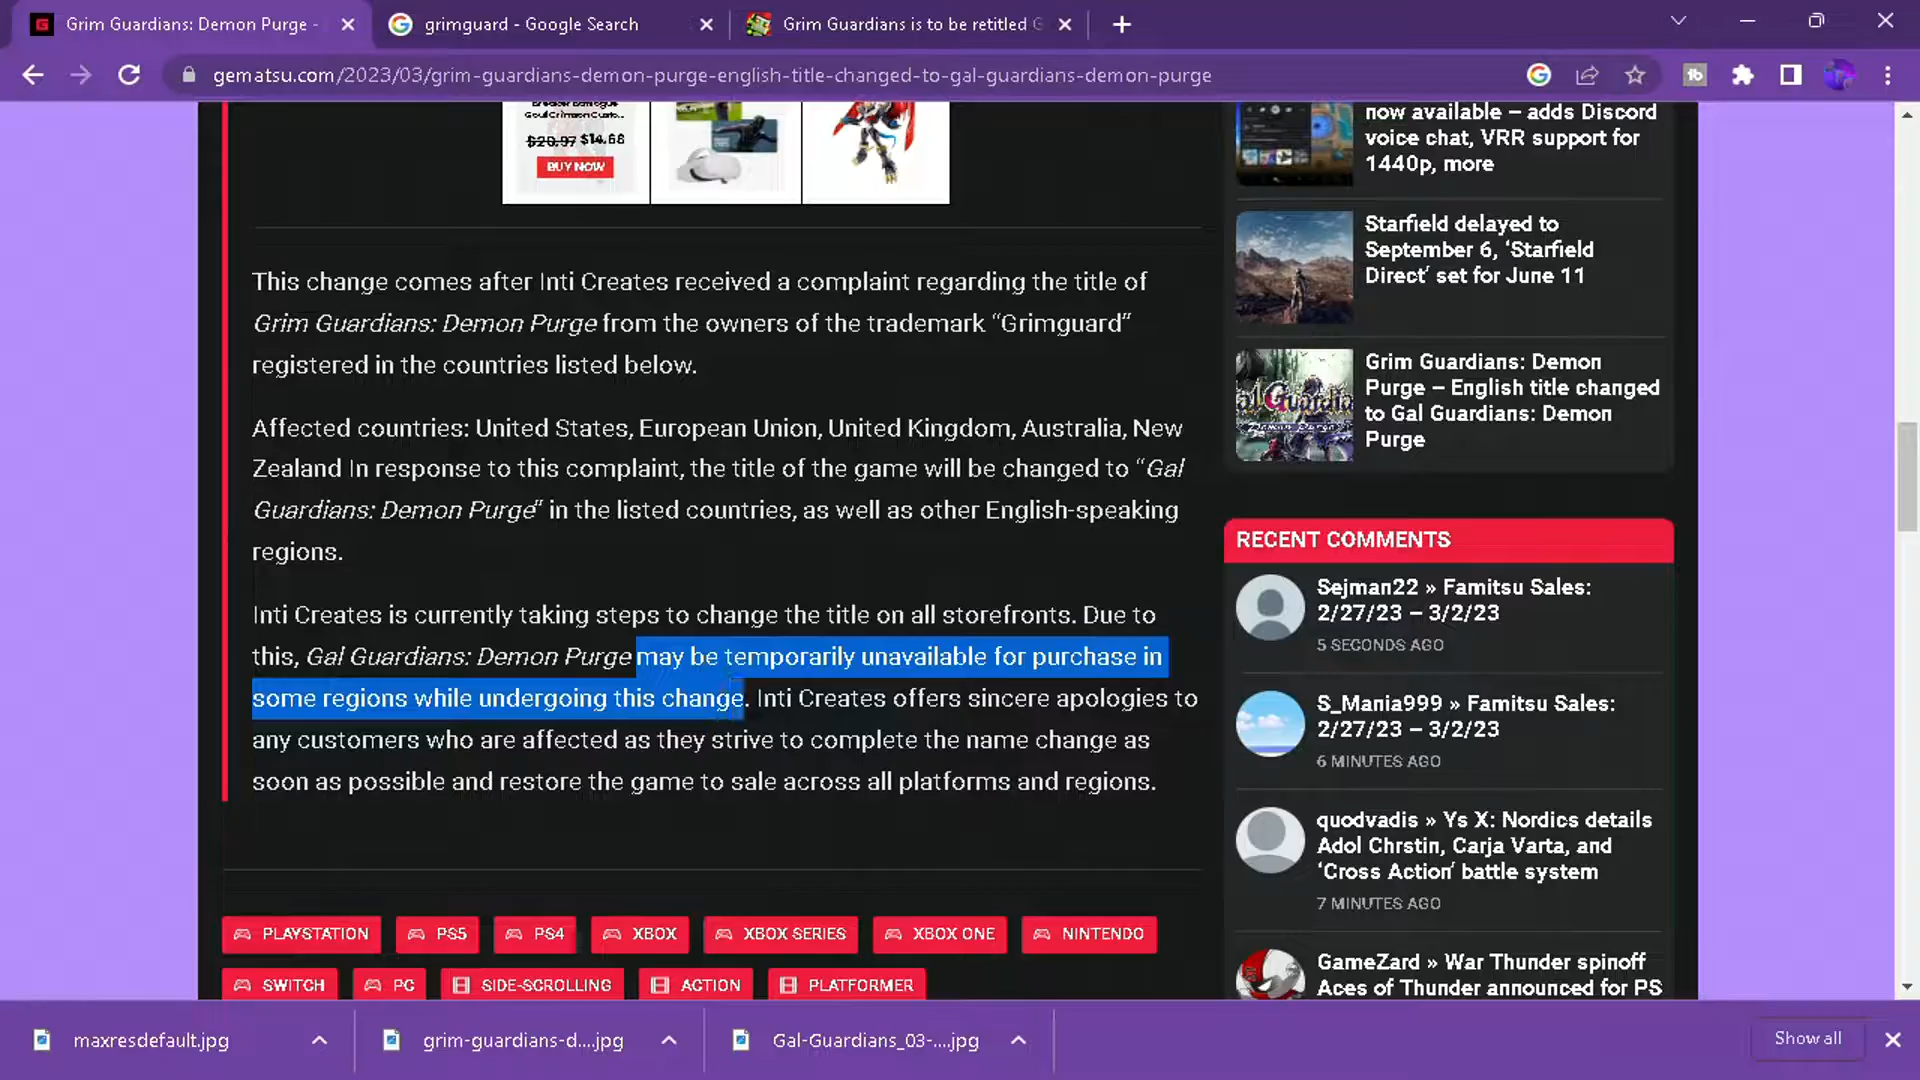 Grim Guardians: Demon Purge -
grimguard - Google Search
Grim Guardians is to be retitled G
gematsu.com/2023/03/grim-guardians-demon-purge-english-title-changed-to-gal-guardians-demon-purge
$20.97 $14.68
BUY NOW
This change comes after Inti Creates received a complaint regarding the title of
Grim Guardians: Demon Purge from the owners of the trademark “Grimguard”
registered in the countries listed below.
Affected countries: United States, European Union, United Kingdom, Australia, New
Zealand In response to this complaint, the title of the game will be changed to “Gal
Guardians: Demon Purge” in the listed countries, as well as other English-speaking
regions.
Inti Creates is currently taking steps to change the title on all storefronts. Due to
this, Gal Guardians: Demon Purge may be temporarily unavailable for purchase in
some regions while undergoing this change. Inti Creates offers sincere apologies to
any customers who are affected as they strive to complete the name change as
soon as possible and restore the game to sale across all platforms and regions.
PLAYSTATION
PS5
PS4
XBOX
XBOX SERIES
XBOX ONE
NINTENDO
SWITCH
PC
SIDE-SCROLLING
ACTION
PLATFORMER
now available – adds Discord
voice chat, VRR support for
1440p, more
Starfield delayed to
September 6, ‘Starfield
Direct’ set for June 11
Grim Guardians: Demon
Purge – English title changed
to Gal Guardians: Demon
Purge
RECENT COMMENTS
Sejman22 » Famitsu Sales:
2/27/23 – 3/2/23
5 SECONDS AGO
S_Mania999 » Famitsu Sales:
2/27/23 – 3/2/23
6 MINUTES AGO
quodvadis » Ys X: Nordics details
Adol Chrstin, Carja Varta, and
‘Cross Action’ battle system
7 MINUTES AGO
GameZard » War Thunder spinoff
Aces of Thunder announced for PS
maxresdefault.jpg
grim-guardians-d....jpg
Gal-Guardians_03-....jpg
Show all